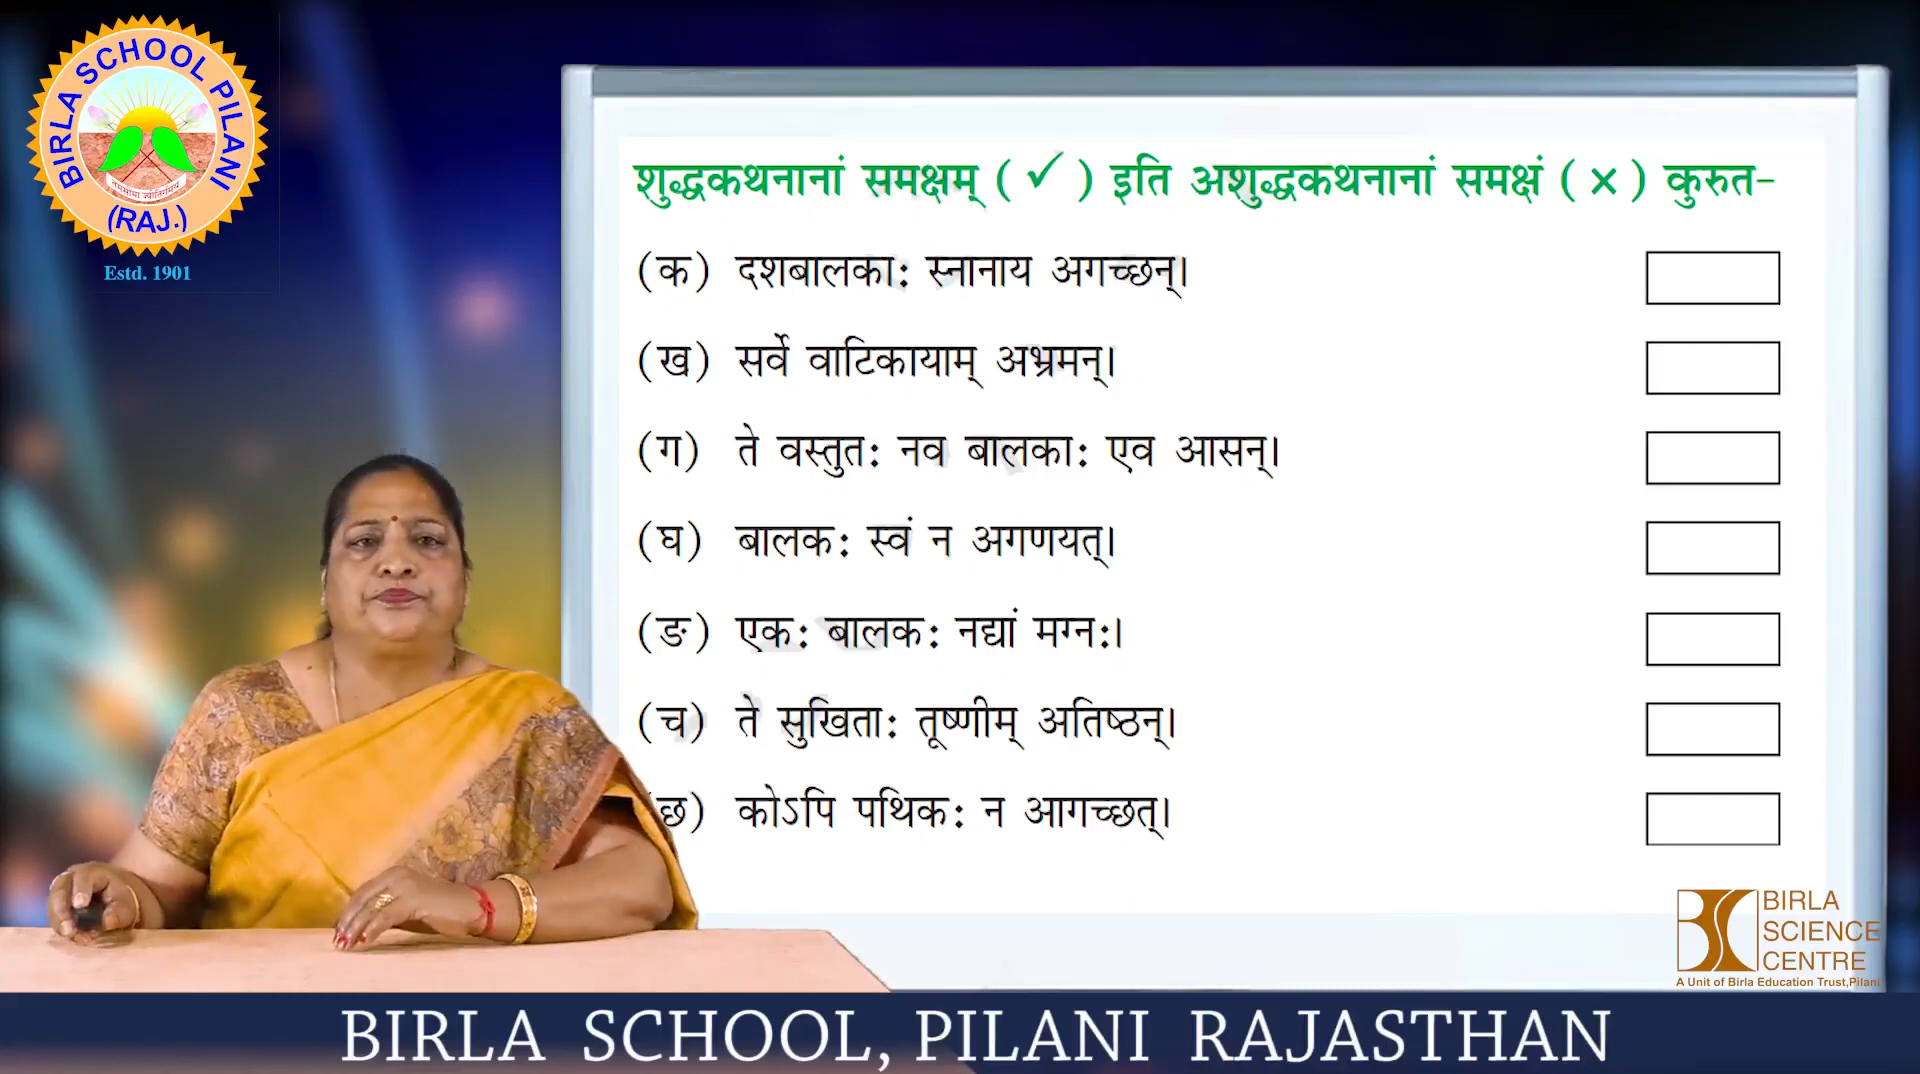 BIRLA SCHOOL PILANI
(RAJ.)
Estd. 1901
शुद्धकथनानां समक्षम् ( ✓ ) इति अशुद्धकथनानां समक्षं ( × ) कुरुत-
(क) दशबालकाः स्नानाय अगच्छन्।
(ख) सर्वे वाटिकायाम् अभ्रमन्।
(ग) ते वस्तुतः नव बालकाः एव आसन्।
(घ) बालकः स्वं न अगणयत्।
(ङ) एकः बालकः नद्यां मग्नः।
(च) ते सुखिताः तूष्णीम् अतिष्ठन्।
(छ) कोऽपि पथिकः न आगच्छत्।
BIRLA
SCIENCE
CENTRE
A Unit of Birla Education Trust,Pilani
BIRLA SCHOOL, PILANI RAJASTHAN